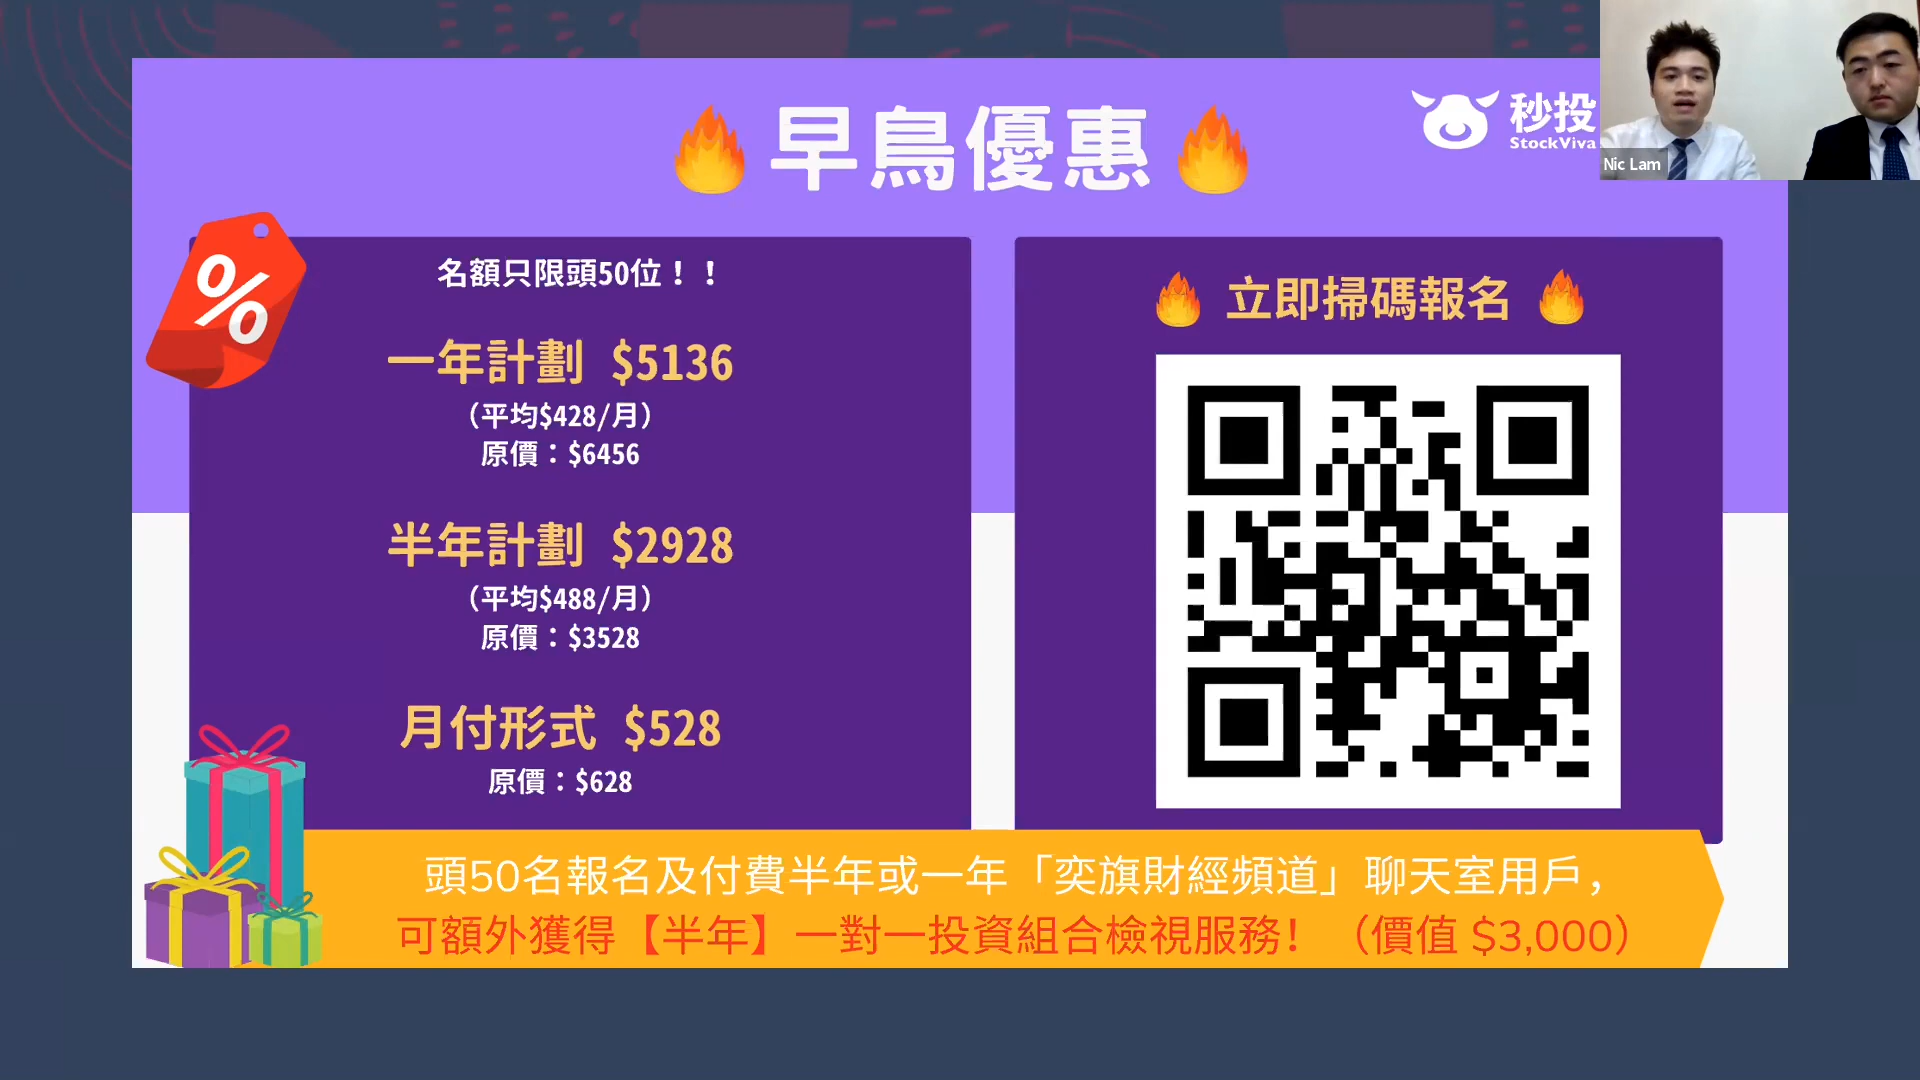 早鳥優惠
秒投
StockViva
Nic Lam
%
名額只限頭50位！！
一年計劃 $5136
（平均$428/月）
原價：$6456
半年計劃 $2928
（平均$488/月）
原價：$3528
月付形式 $528
原價：$628
立即掃碼報名
頭50名報名及付費半年或一年「奕旗財經頻道」聊天室用戶，
可額外獲得【半年】一對一投資組合檢視服務！（價值 $3,000）